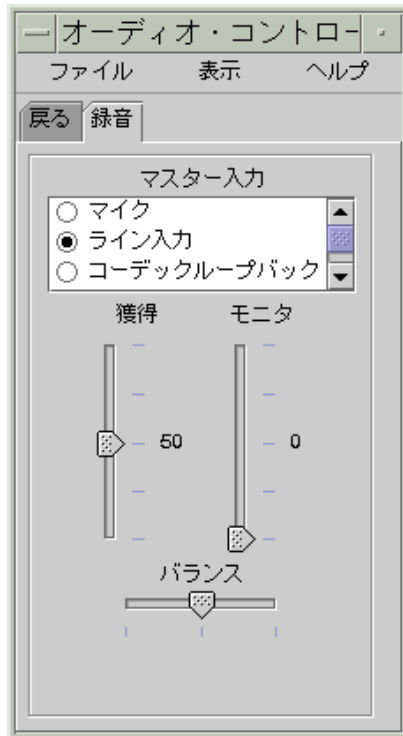 オーディオ・コントロー
ファイル 表示 ヘルプ
戻る 録音
マスター入力
マイク
ライン入力
コーデックループバック
獲得 モニタ
50 0
バランス